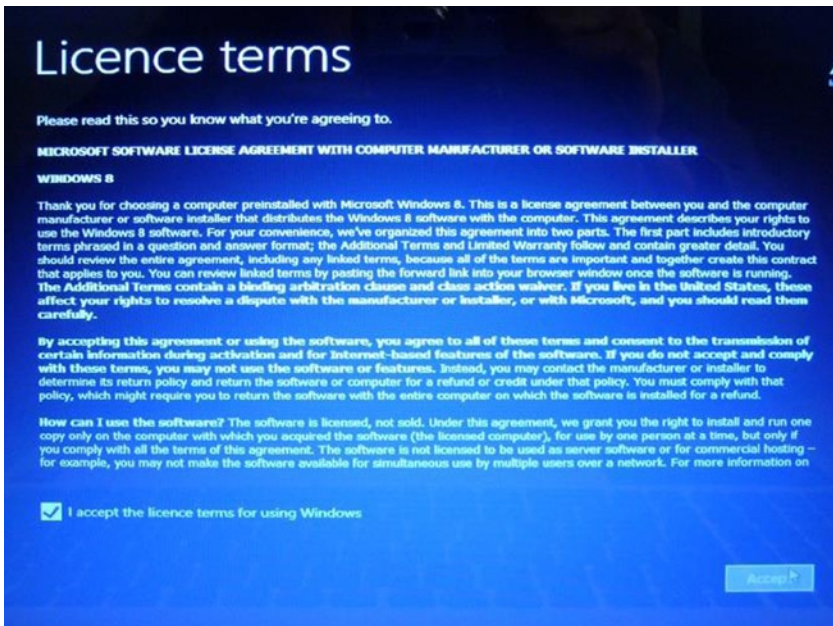 Licence terms
Please read this so you know what you're agreeing to.
MICROSOFT SOFTWARE LICENSE AGREEMENT WITH COMPUTER MANUFACTURER OR SOFTWARE INSTALLER
WINDOWS 8
Thank you for choosing a computer preinstalled with Microsoft Windows 8. This is a license agreement between you and the computer
manufacturer or software installer that distributes the Windows 8 software with the computer. This agreement describes your rights to
use the Windows 8 software. For your convenience, we've organized this agreement into two parts. The first part includes introductory
terms phrased in a question and answer format; the Additional Terms and Limited Warranty follow and contain greater detail. You
should review the entire agreement, including any linked terms, because all of the terms are important and together create this contract
that applies to you. You can review linked terms by pasting the forward link into your browser window once the software is running.
The Additional Terms contain a binding arbitration clause and class action waiver. If you live in the United States, these
affect your rights to resolve a dispute with the manufacturer or installer, or with Microsoft, and you should read them
carefully.
By accepting this agreement or using the software, you agree to all of these terms and consent to the transmission of
certain information during activation and for Internet-based features of the software. If you do not accept and comply
with these terms, you may not use the software or features. Instead, you may contact the manufacturer or installer to
determine its return policy and return the software or computer for a refund or credit under that policy. You must comply with that
policy, which might require you to return the software with the entire computer on which the software is installed for a refund.
How can I use the software? The software is licensed, not sold. Under this agreement, we grant you the right to install and run one
copy only on the computer with which you acquired the software (the licensed computer), for use by one person at a time, but only if
you comply with all the terms of this agreement. The software is not licensed to be used as server software or for commercial hosting –
for example, you may not make the software available for simultaneous use by multiple users over a network. For more information on
I accept the licence terms for using Windows
Accept